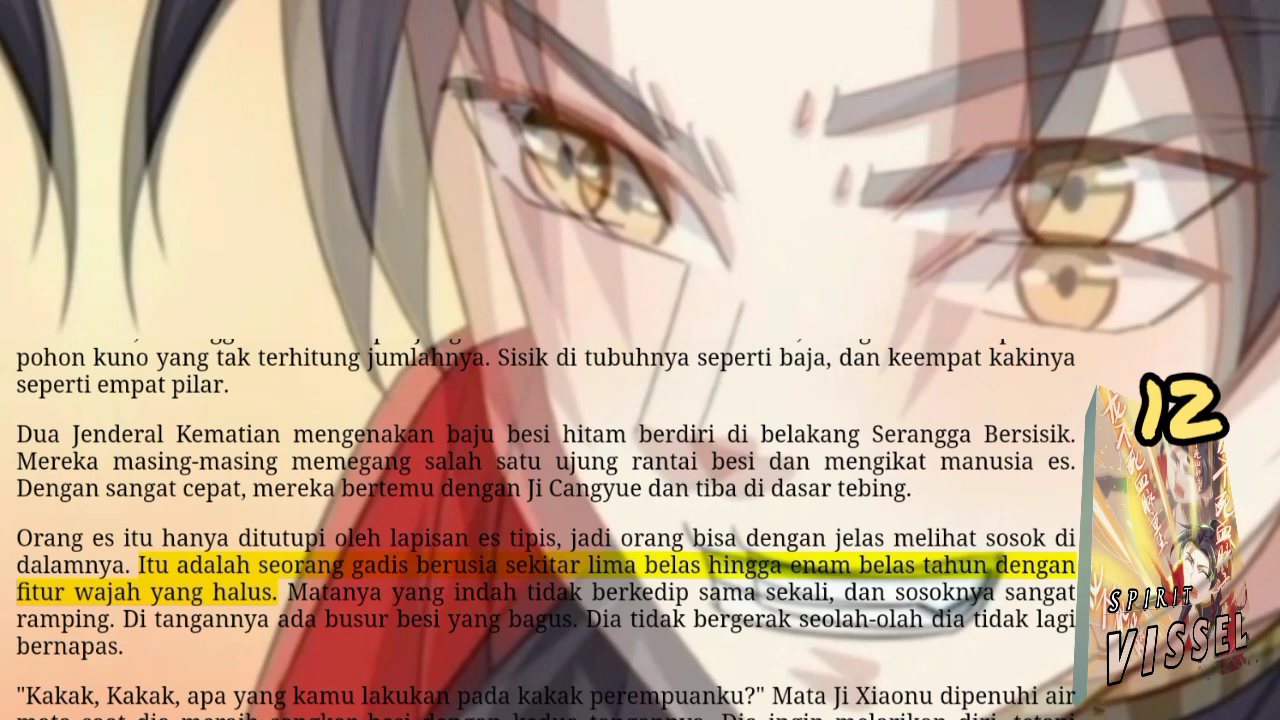 pohon kuno yang tak terhitung jumlahnya. Sisik di tubuhnya seperti baja, dan keempat kakinya
seperti empat pilar.
Dua Jenderal Kematian mengenakan baju besi hitam berdiri di belakang Serangga Bersisik.
Mereka masing-masing memegang salah satu ujung rantai besi dan mengikat manusia es.
Dengan sangat cepat, mereka bertemu dengan Ji Cangyue dan tiba di dasar tebing.
Orang es itu hanya ditutupi oleh lapisan es tipis, jadi orang bisa dengan jelas melihat sosok di
dalamnya. Itu adalah seorang gadis berusia sekitar lima belas hingga enam belas tahun dengan
fitur wajah yang halus. Matanya yang indah tidak berkedip sama sekali, dan sosoknya sangat
ramping. Di tangannya ada busur besi yang bagus. Dia tidak bergerak seolah-olah dia tidak lagi
bernapas.
"Kakak, Kakak, apa yang kamu lakukan pada kakak perempuanku?" Mata Ji Xiaonu dipenuhi air
12
SPIRIT
VISSEL